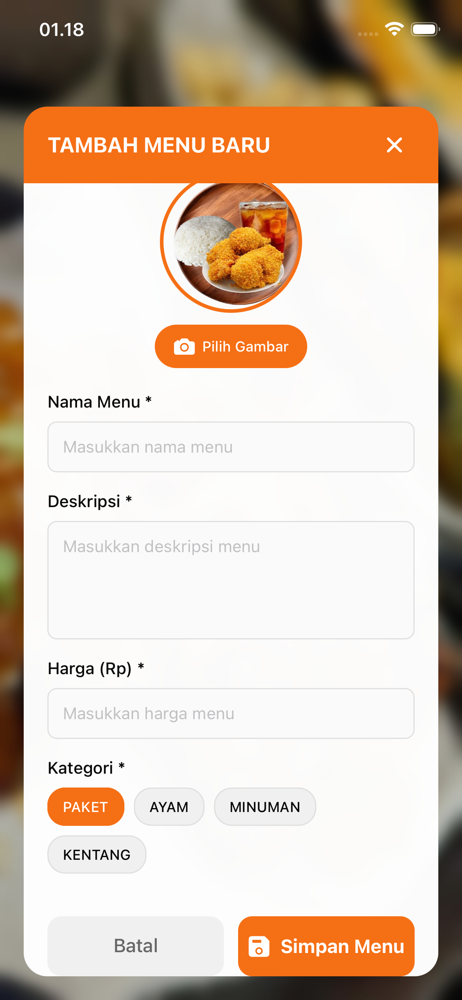 01.18
TAMBAH MENU BARU
Pilih Gambar
Nama Menu *
Masukkan nama menu
Deskripsi *
Masukkan deskripsi menu
Harga (Rp) *
Masukkan harga menu
Kategori *
PAKET AYAM MINUMAN
KENTANG
Batal Simpan Menu